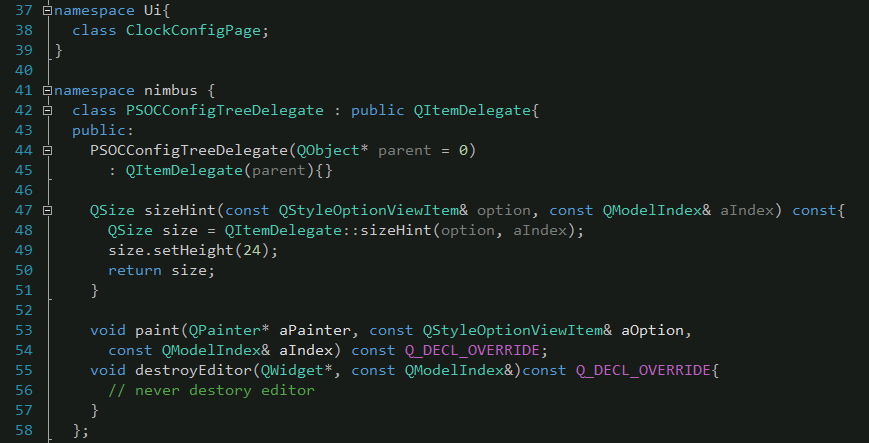 37 namespace Ui{
38   class ClockConfigPage;
39 }
40
41 namespace nimbus {
42   class PSOCConfigTreeDelegate : public QItemDelegate{
43   public:
44     PSOCConfigTreeDelegate(QObject* parent = 0)
45       : QItemDelegate(parent){}
46
47     QSize sizeHint(const QStyleOptionViewItem& option, const QModelIndex& aIndex) const{
48       QSize size = QItemDelegate::sizeHint(option, aIndex);
49       size.setHeight(24);
50       return size;
51     }
52
53     void paint(QPainter* aPainter, const QStyleOptionViewItem& aOption,
54       const QModelIndex& aIndex) const Q_DECL_OVERRIDE;
55     void destroyEditor(QWidget*, const QModelIndex&)const Q_DECL_OVERRIDE{
56       // never destory editor
57     }
58   };